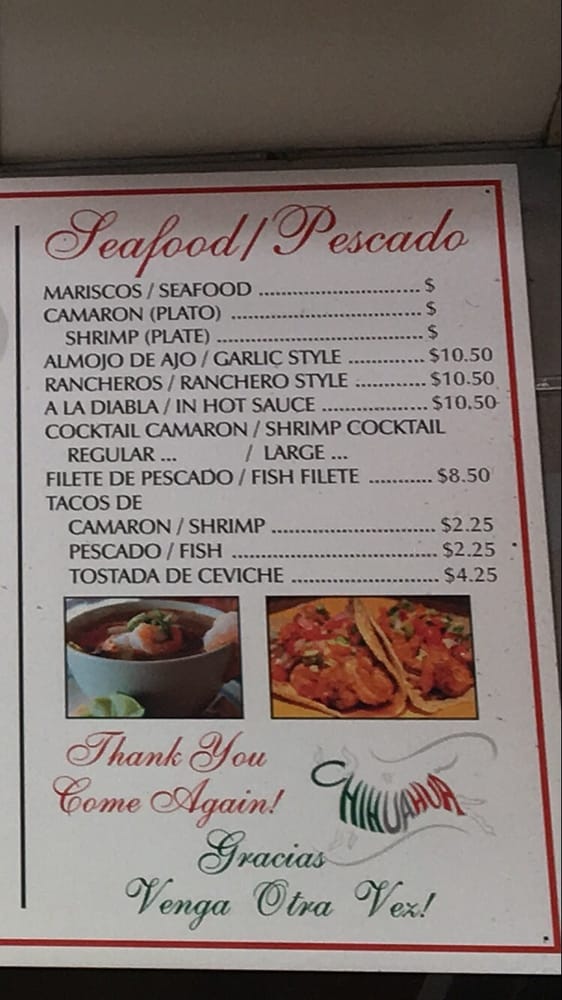 Seafood/Pescado
MARISCOS / SEAFOOD ........................................ $
CAMARON (PLATO) ............................................... $
SHRIMP (PLATE) .................................................. $
ALMOJO DE AJO / GARLIC STYLE ............. $10.50
RANCHEROS / RANCHERO STYLE ............ $10.50
A LA DIABLA / IN HOT SAUCE ................... $10.50
COCKTAIL CAMARON / SHRIMP COCKTAIL
REGULAR ... / LARGE ...
FILETE DE PESCADO / FISH FILETE ........... $8.50
TACOS DE
CAMARON / SHRIMP ................................... $2.25
PESCADO / FISH ............................................ $2.25
TOSTADA DE CEVICHE ................................ $4.25
Thank You
Come Again!
CHIHUAHUA
Gracias
Venga Otra Vez!